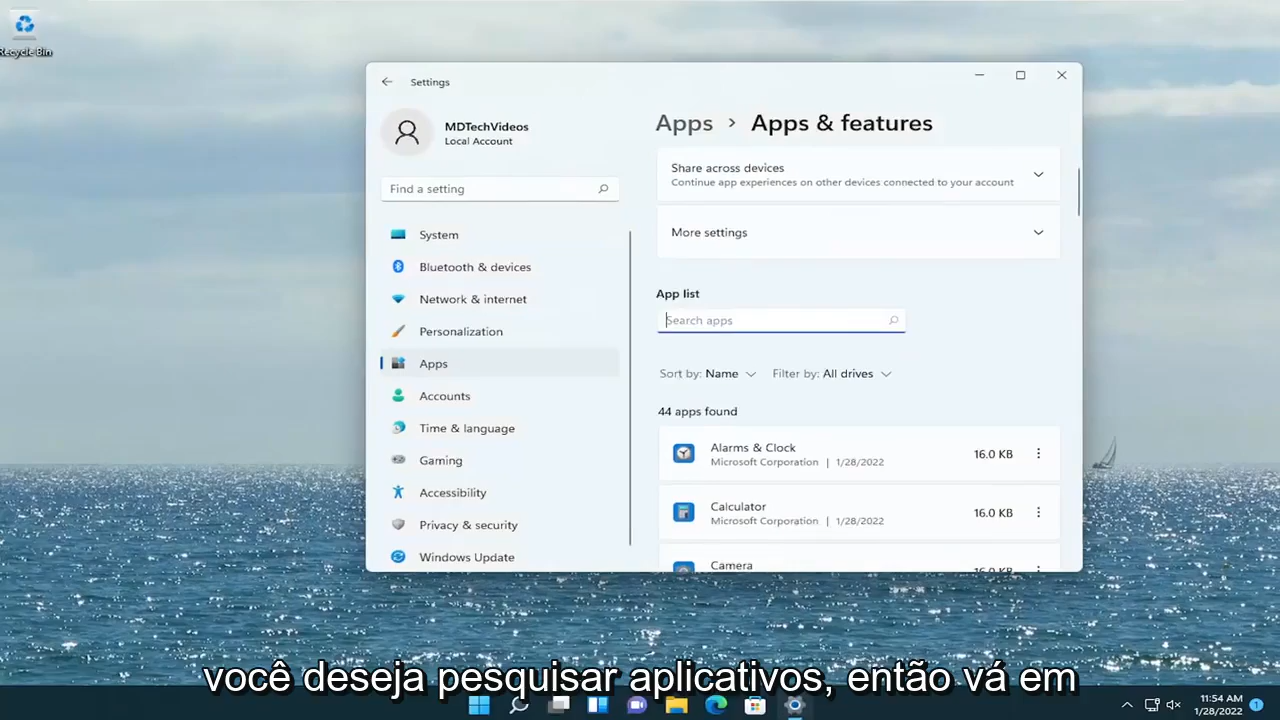 Recycle Bin
Settings
MDTechVideos
Local Account
Find a setting
System
Bluetooth & devices
Network & internet
Personalization
Apps
Accounts
Time & language
Gaming
Accessibility
Privacy & security
Windows Update
Apps > Apps & features
Share across devices
Continue app experiences on other devices connected to your account
More settings
App list
Search apps
Sort by: Name Filter by: All drives
44 apps found
Alarms & Clock
Microsoft Corporation | 1/28/2022
16.0 KB
Calculator
Microsoft Corporation | 1/28/2022
16.0 KB
Camera
16.0 KB
você deseja pesquisar aplicativos, então vá em
11:54 AM
1/28/2022
1